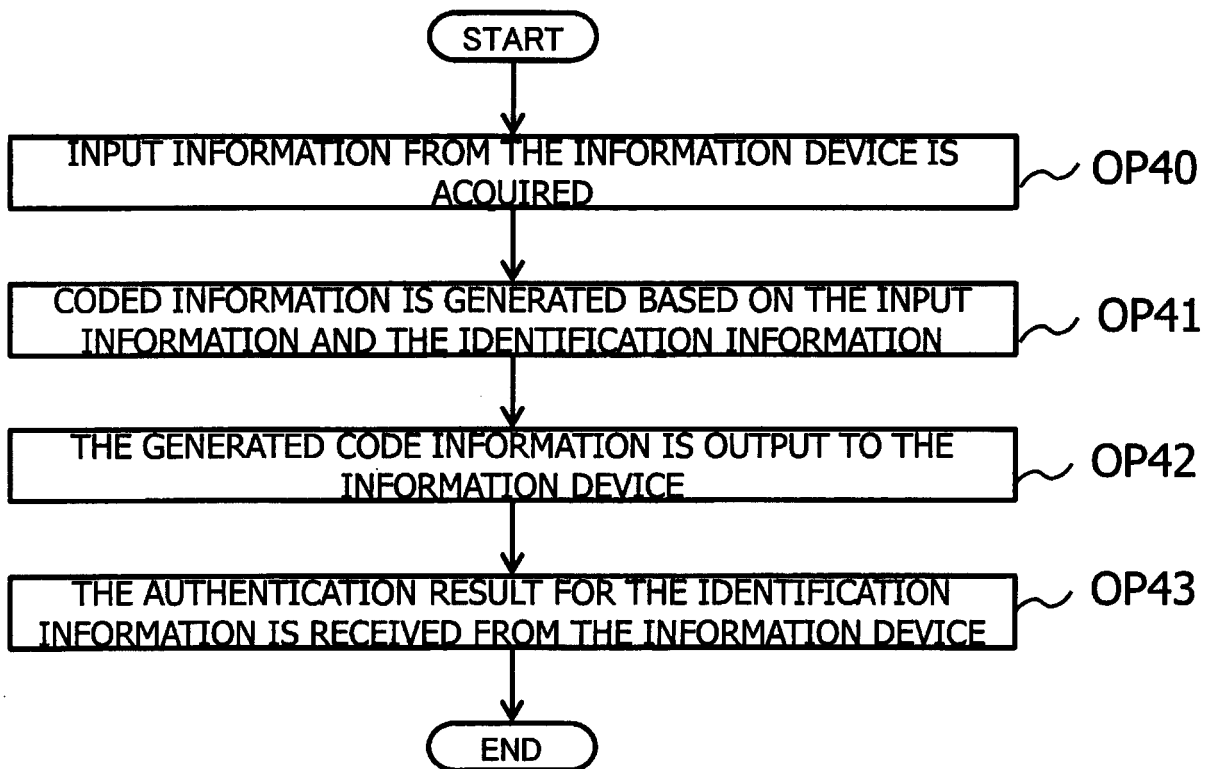 START
INPUT INFORMATION FROM THE INFORMATION DEVICE IS
ACQUIRED
OP40
CODED INFORMATION IS GENERATED BASED ON THE INPUT
INFORMATION AND THE IDENTIFICATION INFORMATION
OP41
THE GENERATED CODE INFORMATION IS OUTPUT TO THE
INFORMATION DEVICE
OP42
THE AUTHENTICATION RESULT FOR THE IDENTIFICATION
INFORMATION IS RECEIVED FROM THE INFORMATION DEVICE
OP43
END